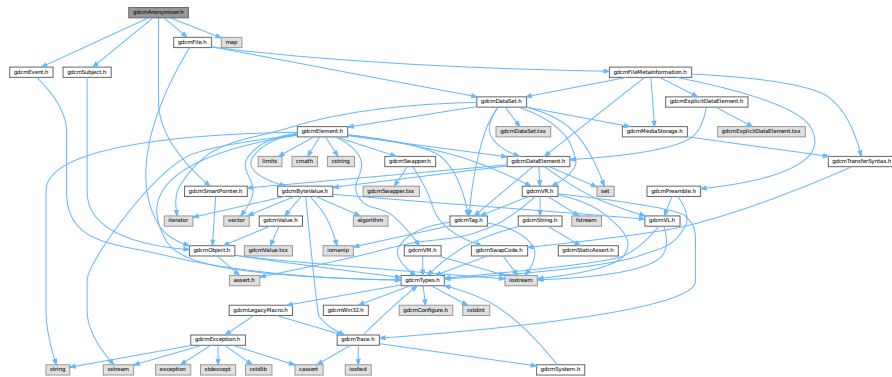 gdcmAnonymizer.h
gdcmFile.h
map
gdcmEvent.h
gdcmSubject.h
gdcmFileMetaInformation.h
gdcmDataSet.h
gdcmExplicitDataElement.h
gdcmElement.h
gdcmDataSet.txx
gdcmMediaStorage.h
gdcmExplicitDataElement.txx
limits
cmath
cstring
gdcmSwapper.h
gdcmDataElement.h
gdcmTransferSyntax.h
gdcmSmartPointer.h
gdcmByteValue.h
gdcmSwapper.txx
gdcmVR.h
set
gdcmPreamble.h
iterator
vector
gdcmValue.h
algorithm
gdcmTag.h
gdcmString.h
fstream
gdcmVL.h
gdcmObject.h
gdcmValue.txx
iomanip
gdcmVM.h
gdcmSwapCode.h
gdcmStaticAssert.h
assert.h
gdcmTypes.h
iostream
gdcmLegacyMacro.h
gdcmWin32.h
gdcmConfigure.h
cstdint
gdcmException.h
gdcmTrace.h
string
sstream
exception
stdexcept
cstdlib
cassert
iosfwd
gdcmSystem.h